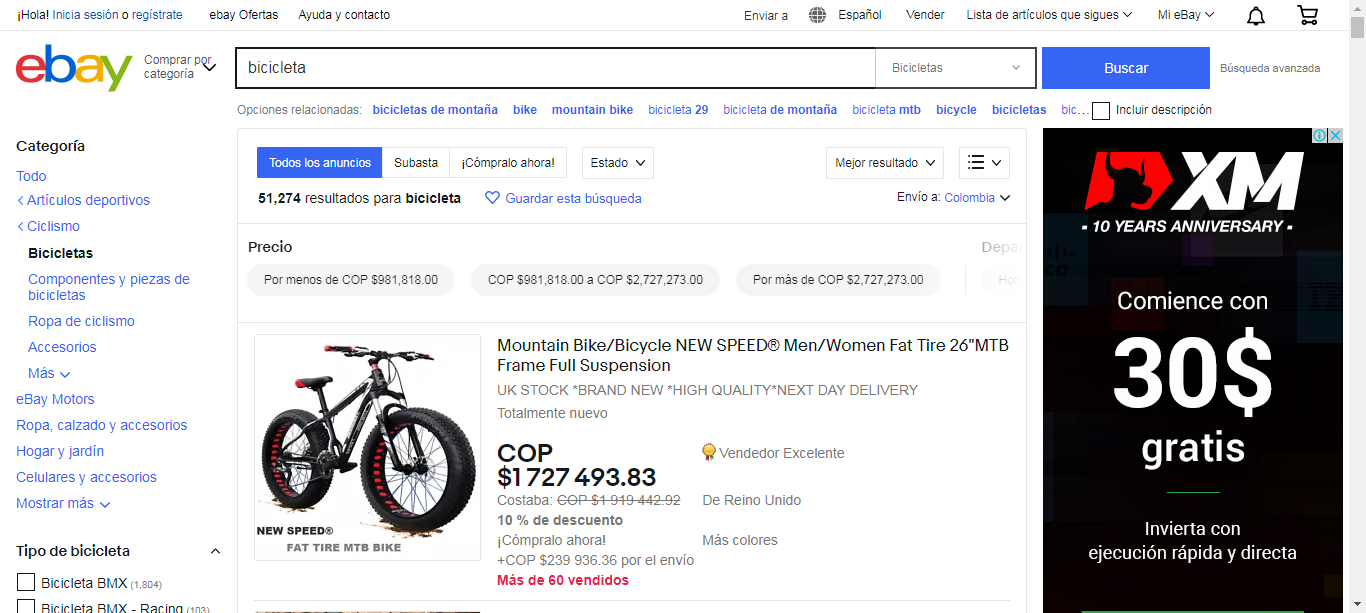 ¡Hola! Inicia sesión o regístrate
ebay Ofertas
Ayuda y contacto
Enviar a
Español
Vender
Lista de artículos que sigues
Mi eBay
ebay
Comprar por
categoría
bicicleta
Bicicletas
Buscar
Búsqueda avanzada
Opciones relacionadas: bicicletas de montaña bike mountain bike bicicleta 29 bicicleta de montaña bicicleta mtb bicycle bicicletas bic...
Incluir descripción
Categoría
Todo
Artículos deportivos
Ciclismo
Bicicletas
Componentes y piezas de
bicicletas
Ropa de ciclismo
Accesorios
Más
eBay Motors
Ropa, calzado y accesorios
Hogar y jardín
Celulares y accesorios
Mostrar más
Tipo de bicicleta
Bicicleta BMX (1,804)
Bicicleta BMX - Racing (103)
Todos los anuncios
Subasta
¡Cómpralo ahora!
Estado
Mejor resultado
51,274 resultados para bicicleta
Guardar esta búsqueda
Envío a: Colombia
Precio
Por menos de COP $981,818.00
COP $981,818.00 a COP $2,727,273.00
Por más de COP $2,727,273.00
NEW SPEED®
FAT TIRE MTB BIKE
Mountain Bike/Bicycle NEW SPEED® Men/Women Fat Tire 26"MTB
Frame Full Suspension
UK STOCK *BRAND NEW *HIGH QUALITY*NEXT DAY DELIVERY
Totalmente nuevo
COP
$1 727 493.83
Costaba: COP $1 919 442.92
10 % de descuento
¡Cómpralo ahora!
+COP $239 936.36 por el envío
Más de 60 vendidos
Vendedor Excelente
De Reino Unido
Más colores
XM
- 10 YEARS ANNIVERSARY -
Comience con
30$
gratis
Invierta con
ejecución rápida y directa